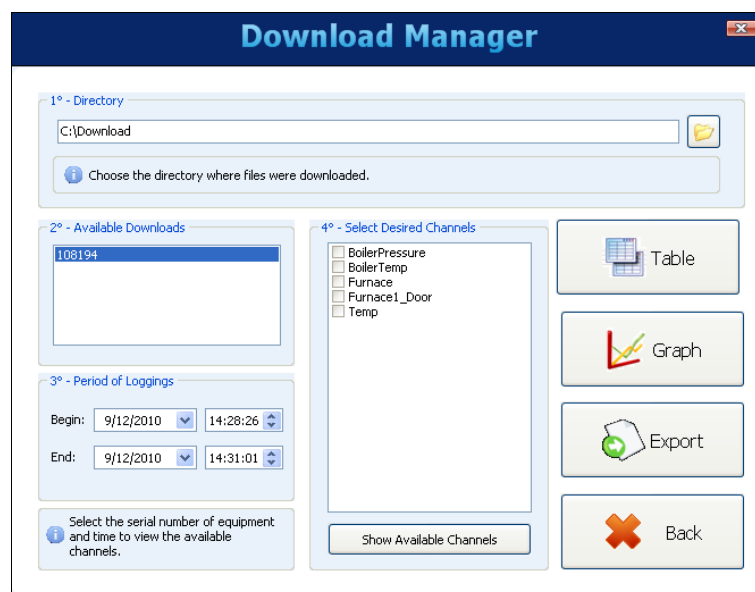 Download Manager
1° - Directory
C:\Download
Choose the directory where files were downloaded.
2° - Available Downloads
108194
3° - Period of Loggings
Begin: 9/12/2010 14:28:26
End: 9/12/2010 14:31:01
Select the serial number of equipment
and time to view the available
channels.
4° - Select Desired Channels
BoilerPressure
BoilerTemp
Furnace
Furnace1_Door
Temp
Show Available Channels
Table
Graph
Export
Back